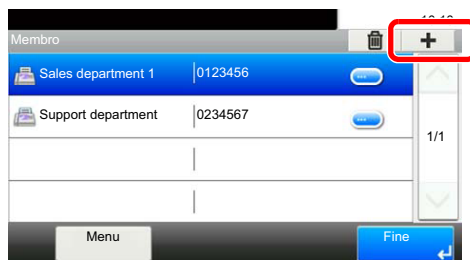 Membro
Sales department 1 0123456
Support department 0234567
1/1
Menu Fine